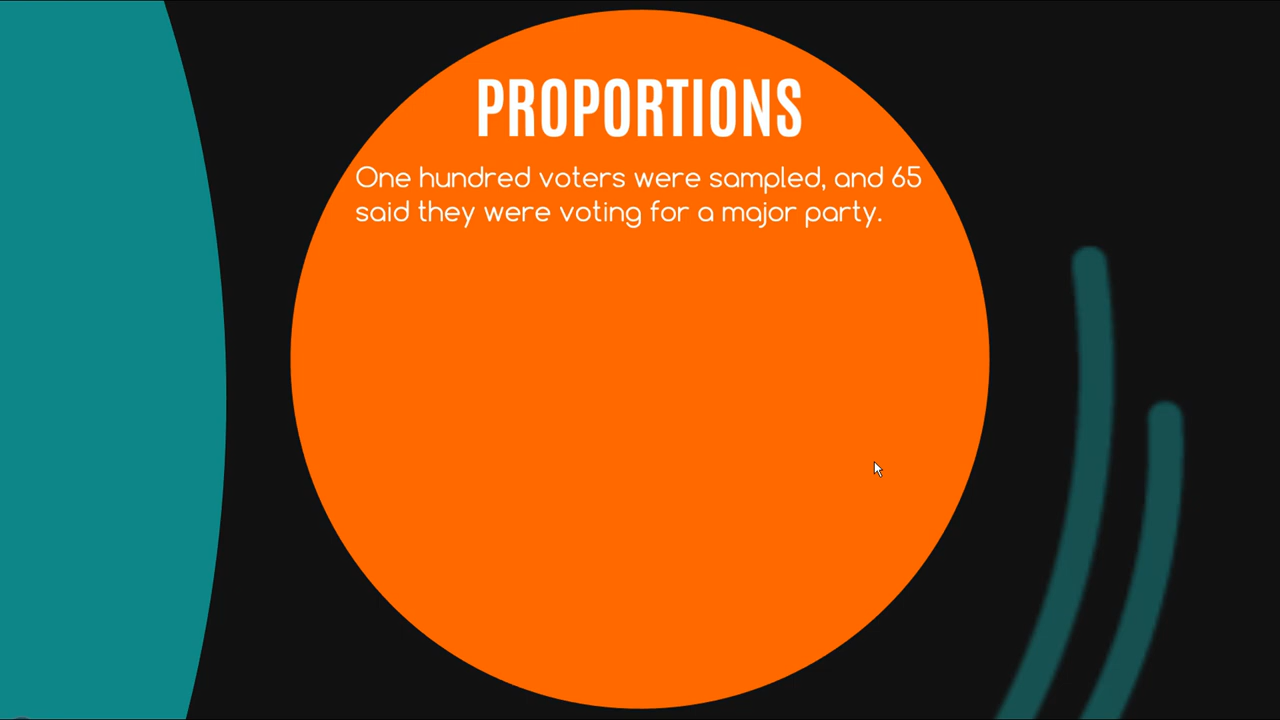 PROPORTIONS
One hundred voters were sampled, and 65
said they were voting for a major party.